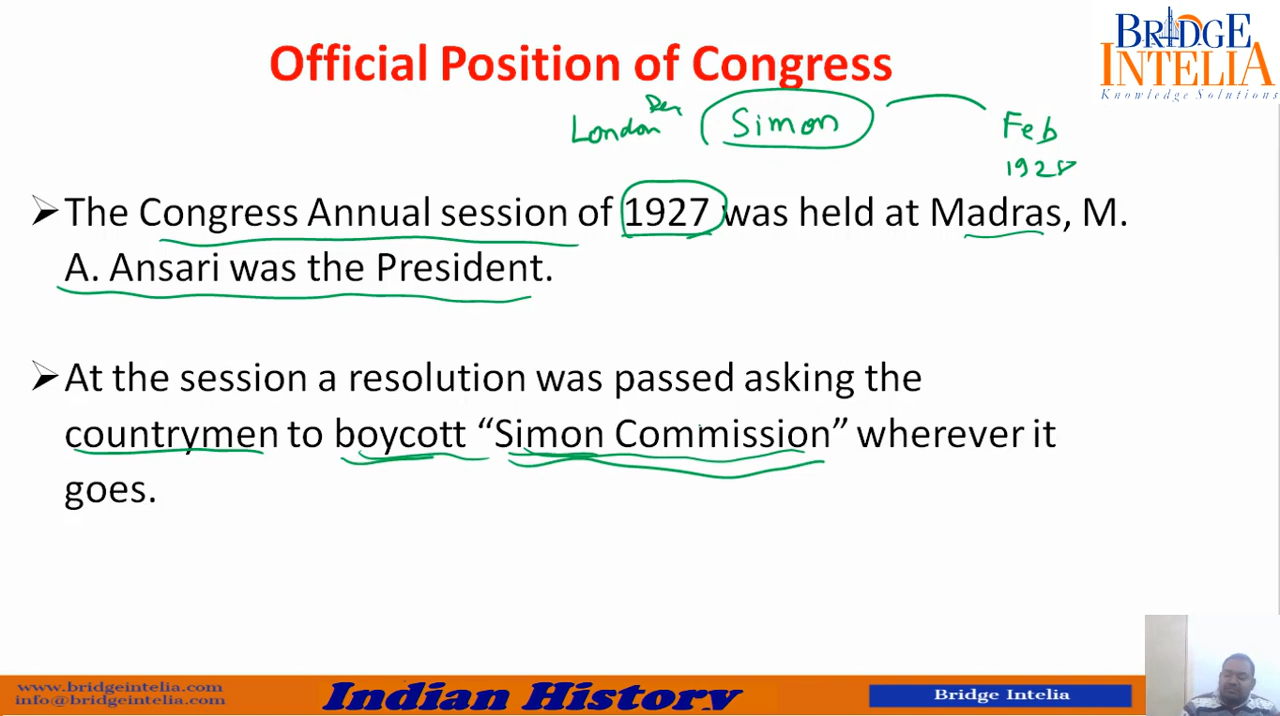 BRIDGE
INTELIA
Knowledge Solutions
Official Position of Congress
London Dec Simon Feb
1928
➢ The Congress Annual session of 1927 was held at Madras, M.
A. Ansari was the President.
➢ At the session a resolution was passed asking the
countrymen to boycott “Simon Commission” wherever it
goes.
www.bridgeintelia.com
info@bridgeintelia.com
Indian History
Bridge Intelia